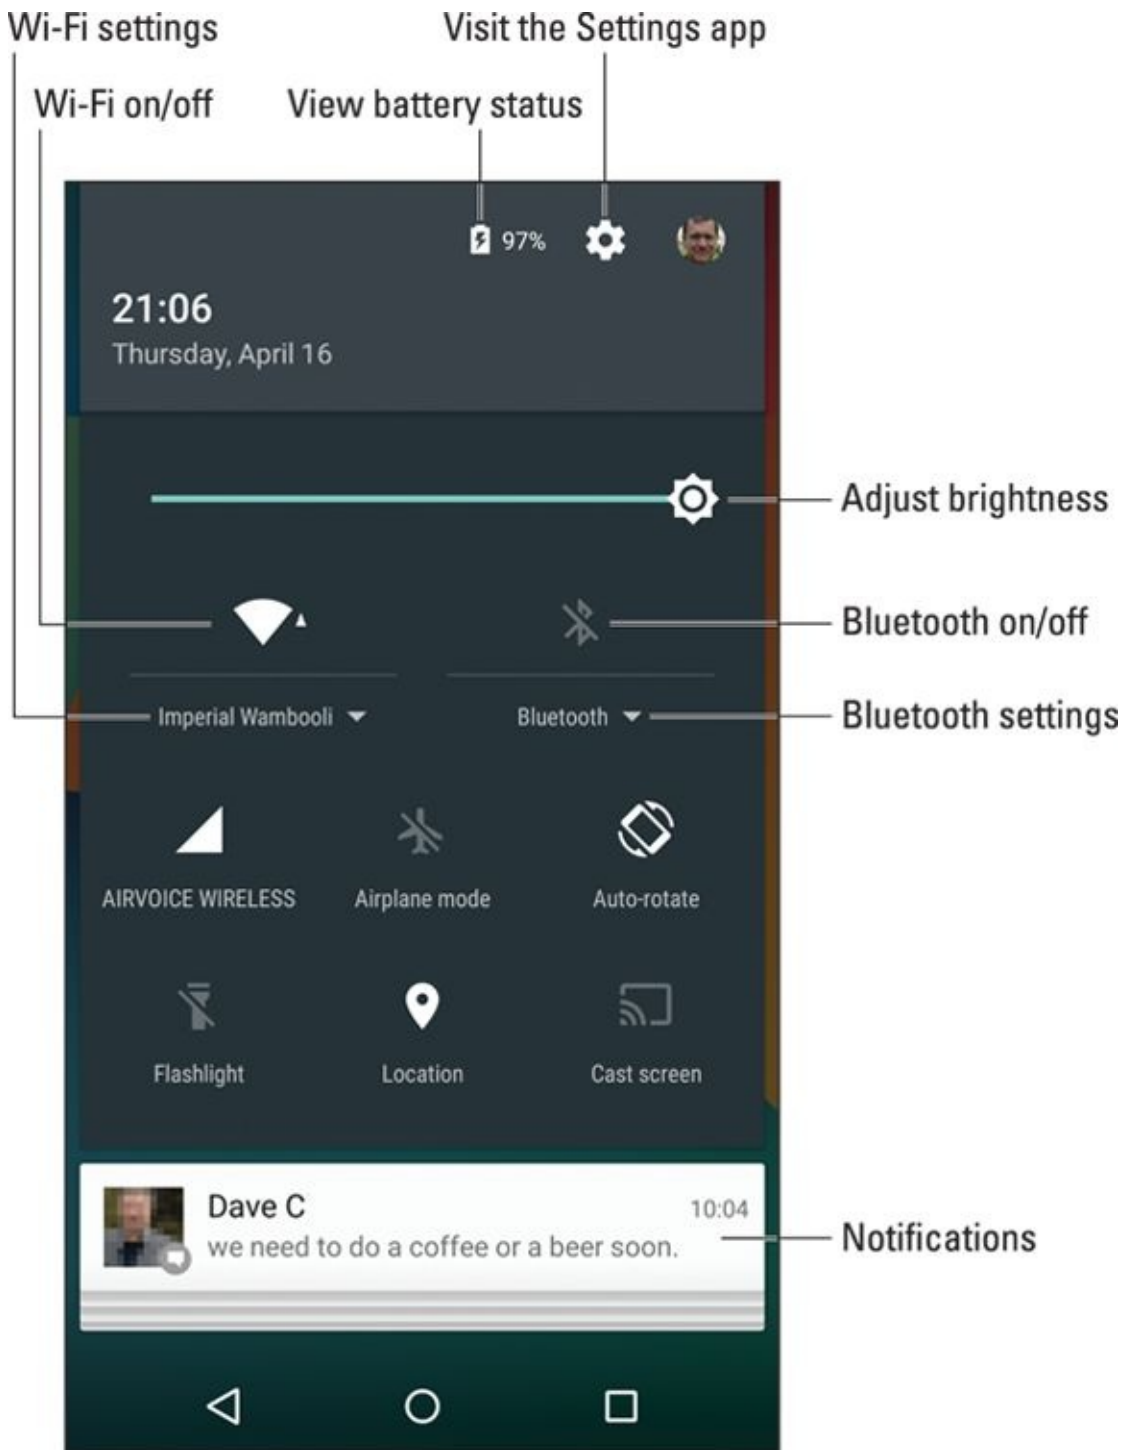 Wi-Fi settings
Visit the Settings app
Wi-Fi on/off
View battery status
97%
21:06
Thursday, April 16
Adjust brightness
Bluetooth on/off
Imperial Wambooli
Bluetooth
Bluetooth settings
AIRVOICE WIRELESS
Airplane mode
Auto-rotate
Flashlight
Location
Cast screen
Dave C
10:04
we need to do a coffee or a beer soon.
Notifications